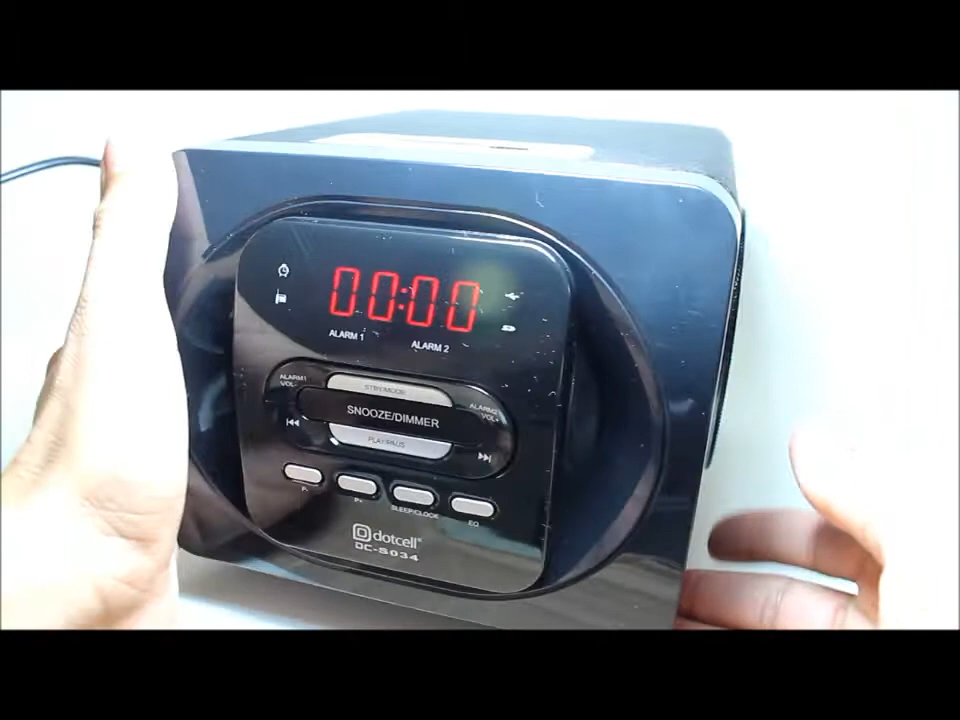 00:00
ALARM 1
ALARM 2
ALARM1
VOL-
STBY/MODE
ALARM2
VOL+
SNOOZE/DIMMER
PLAY/PAUS
P-
P+
SLEEP/CLOCK
EQ
dotcell®
DC-S034